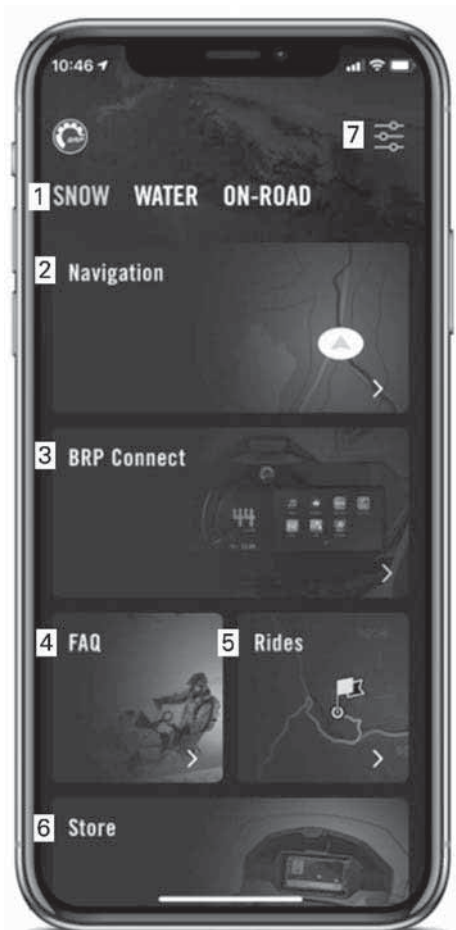 10:46
7
1 SNOW WATER ON-ROAD
2 Navigation
3 BRP Connect
44
4 FAQ
5 Rides
6 Store